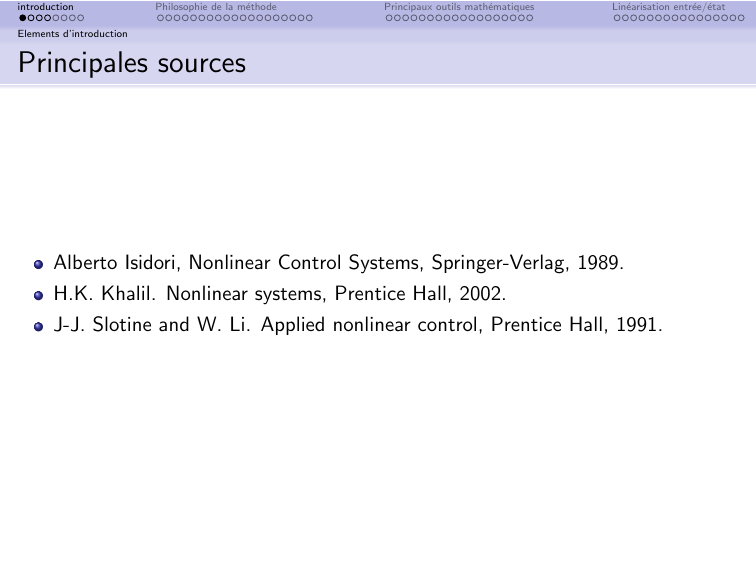 introduction
Philosophie de la méthode
Principaux outils mathématiques
Linéarisation entrée/état
Elements d'introduction
Principales sources
Alberto Isidori, Nonlinear Control Systems, Springer-Verlag, 1989.
H.K. Khalil. Nonlinear systems, Prentice Hall, 2002.
J-J. Slotine and W. Li. Applied nonlinear control, Prentice Hall, 1991.